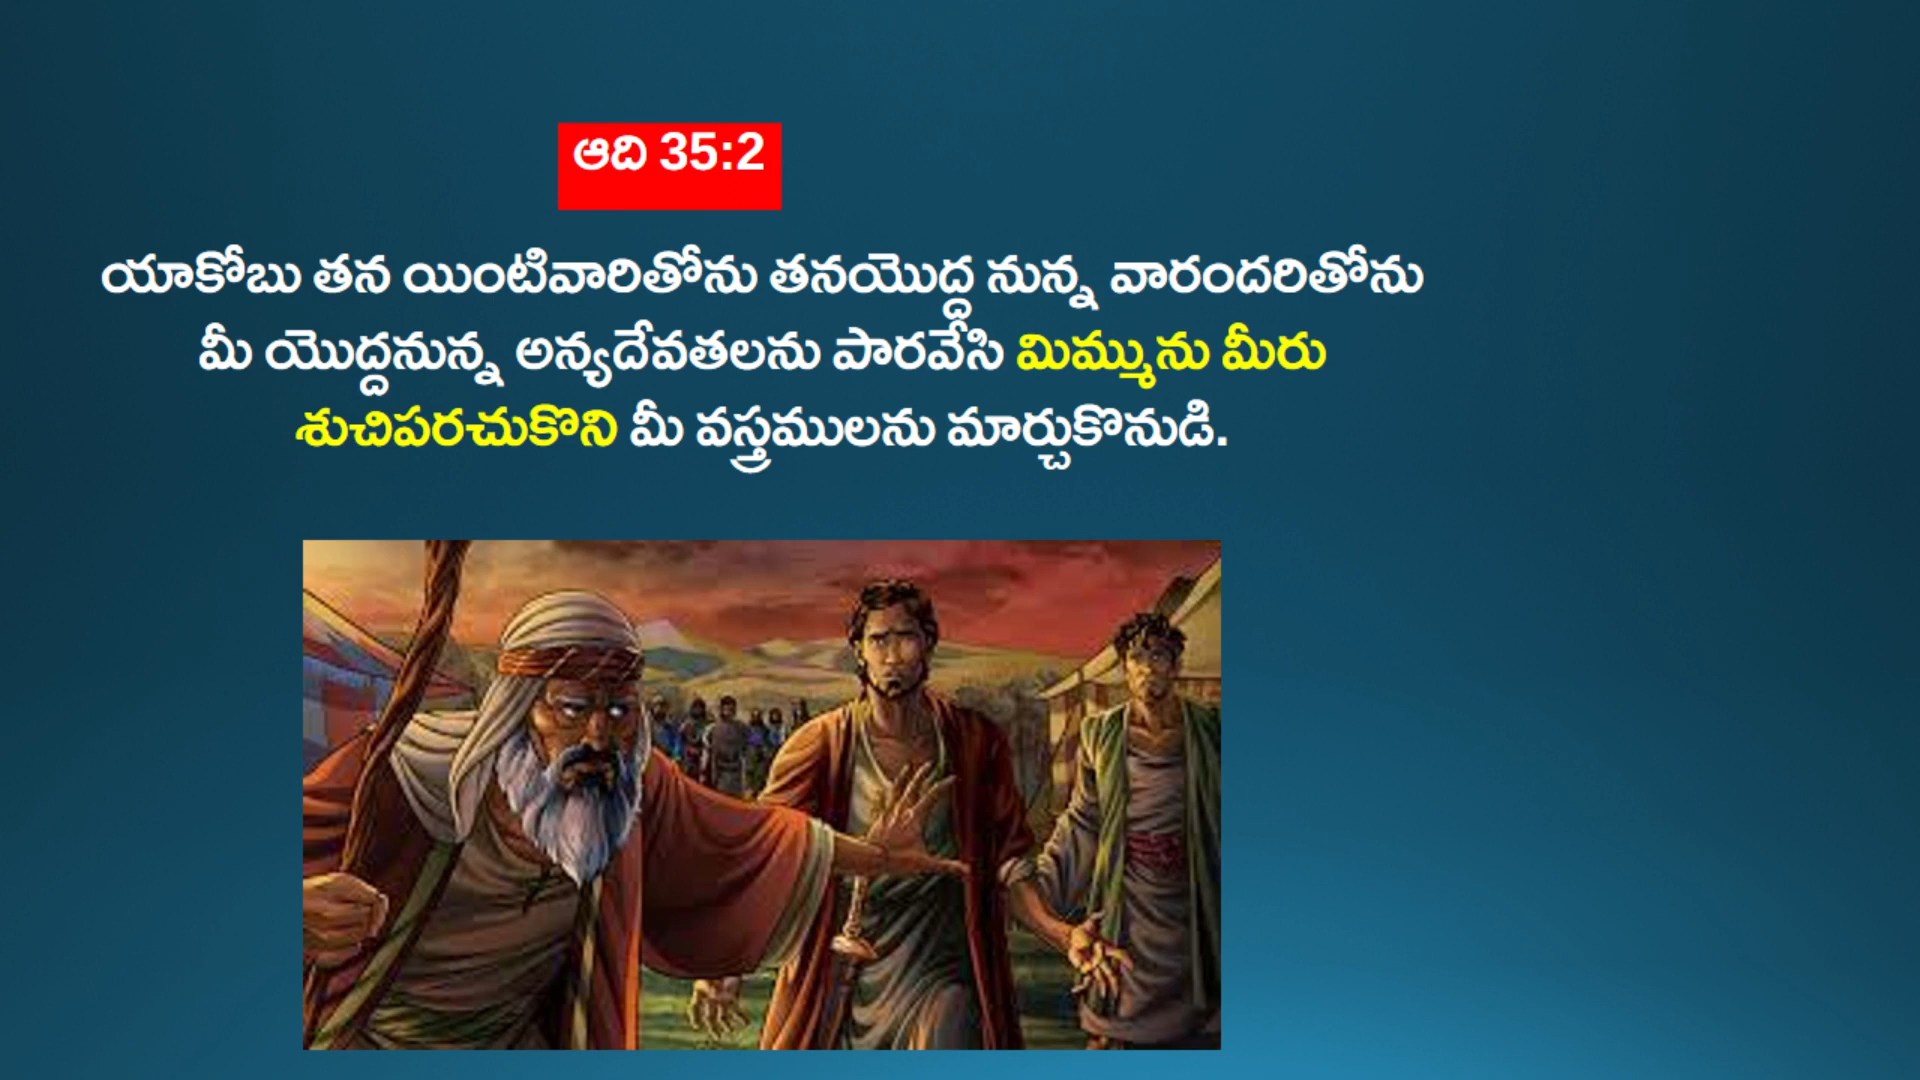 ఆది 35:2
యాకోబు తన యింటివారితోను తనయొద్ద నున్న వారందరితోను
మీ యొద్దనున్న అన్యదేవతలను పారవేసి మిమ్మును మీరు
శుచిపరచుకొని మీ వస్త్రములను మార్చుకొనుడి.